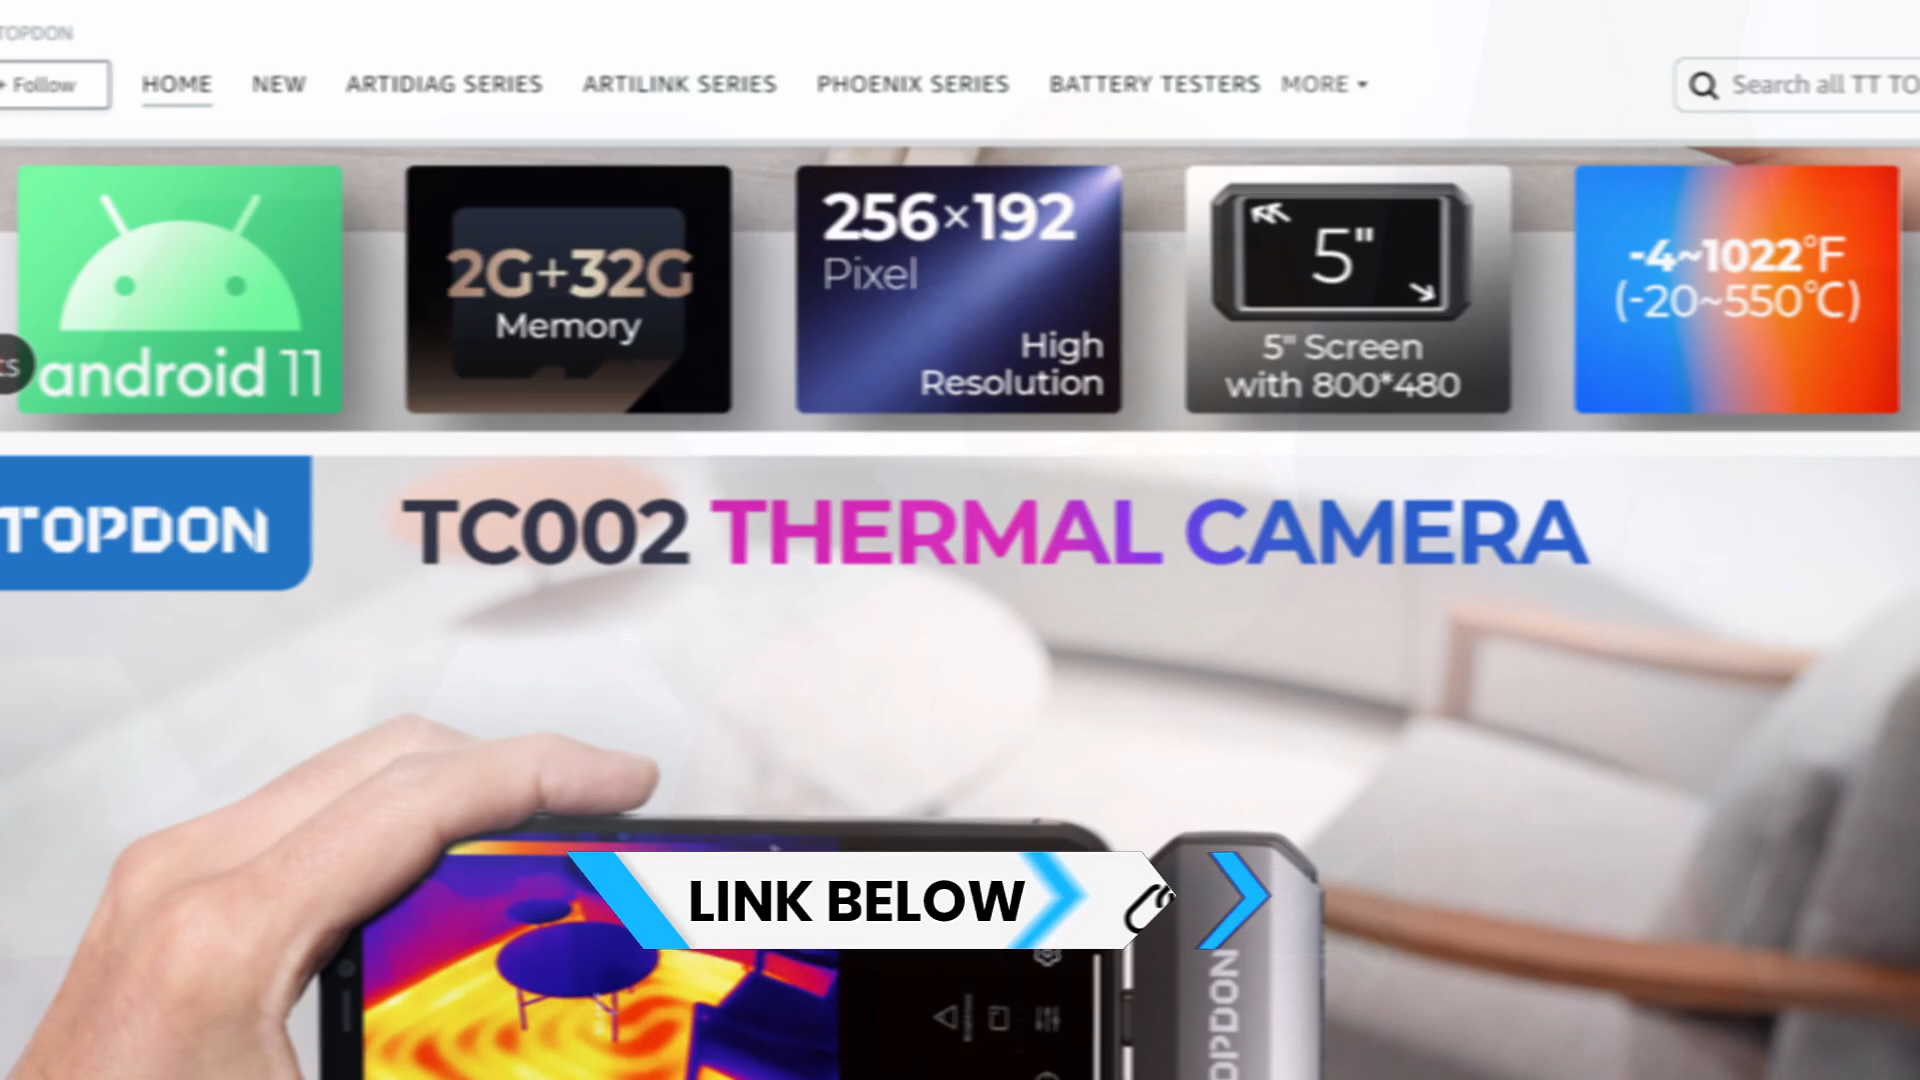 TOPDON
+ Follow
HOME
NEW
ARTIDIAG SERIES
ARTILINK SERIES
PHOENIX SERIES
BATTERY TESTERS
MORE
Search all TT TO
android 11
2G+32G
Memory
256×192
Pixel
High
Resolution
5"
5" Screen
with 800*480
-4~1022°F
(-20~550°C)
TOPDON
TC002 THERMAL CAMERA
LINK BELOW
OPDON